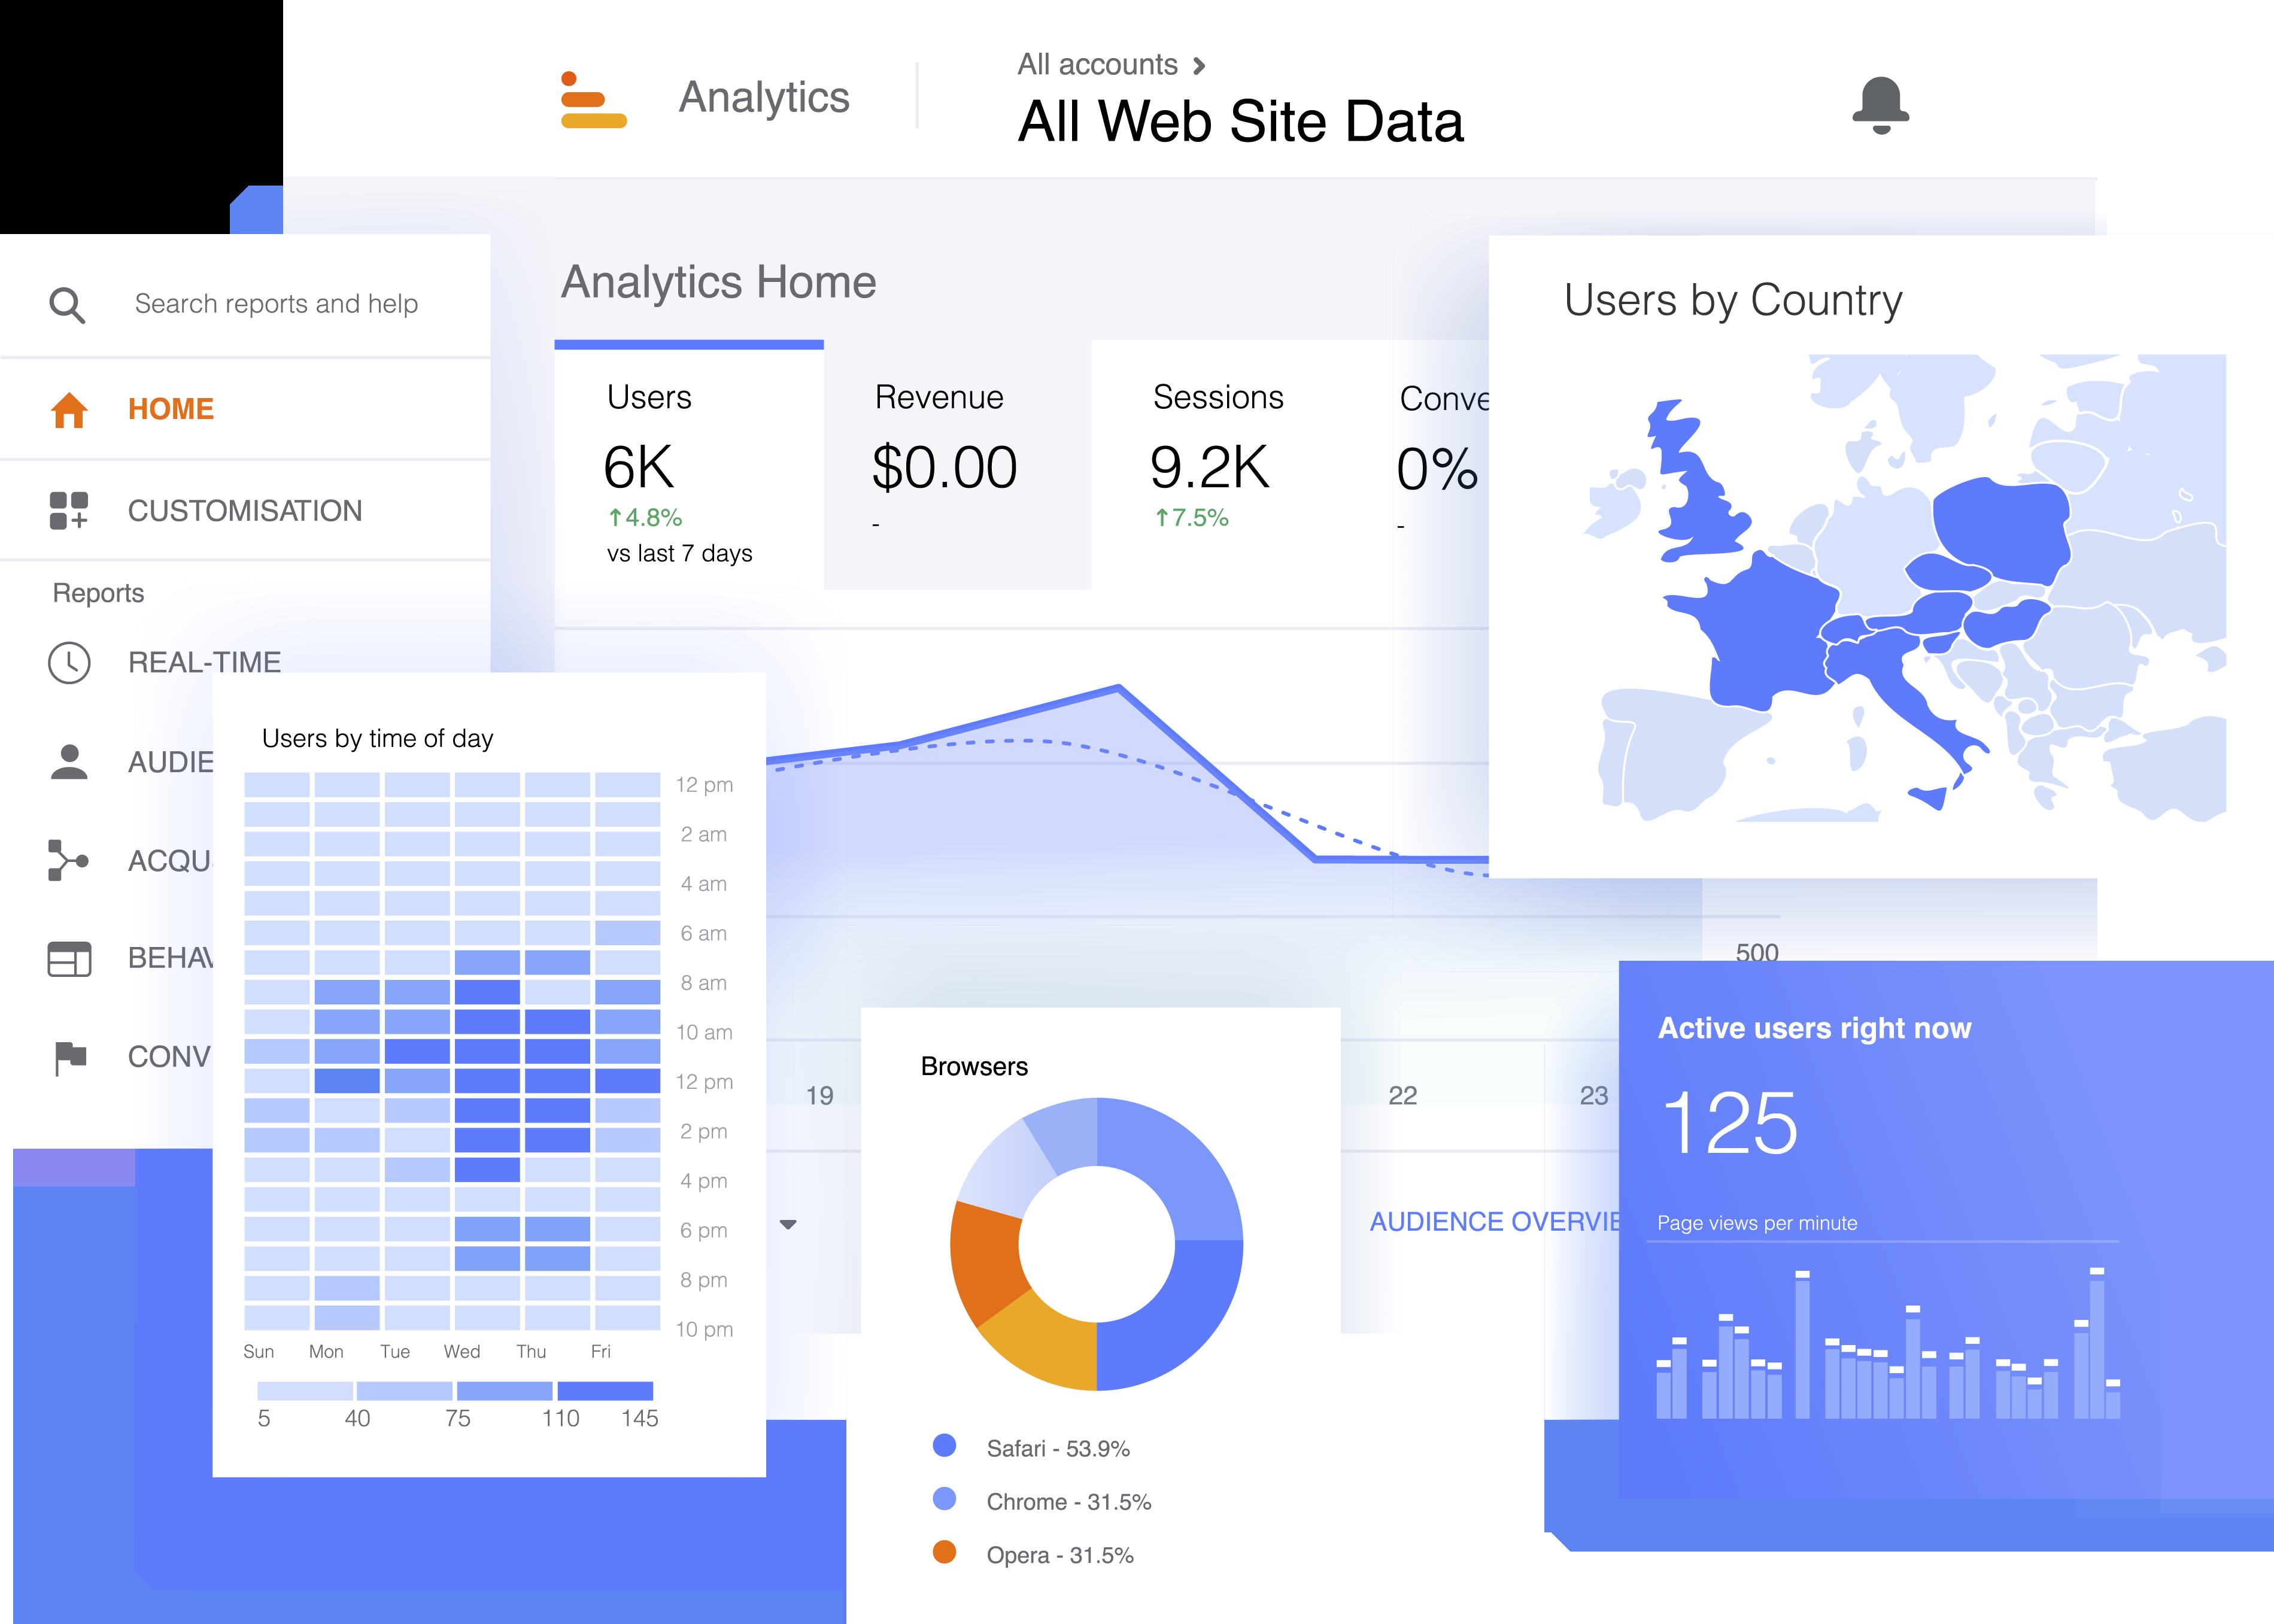 Analytics
All accounts
All Web Site Data
Search reports and help
HOME
CUSTOMISATION
Reports
REAL-TIME
AUDIE
ACQU
BEHAV
CONV
Analytics Home
Users
6K
↑4.8%
vs last 7 days
Revenue
$0.00
-
Sessions
9.2K
↑7.5%
Conve
0%
-
Users by Country
Users by time of day
12 pm
2 am
4 am
6 am
8 am
10 am
12 pm
2 pm
4 pm
6 pm
8 pm
10 pm
Sun Mon Tue Wed Thu Fri
5 40 75 110 145
500
19 22 23
AUDIENCE OVERVIE
Browsers
Safari - 53.9%
Chrome - 31.5%
Opera - 31.5%
Active users right now
125
Page views per minute